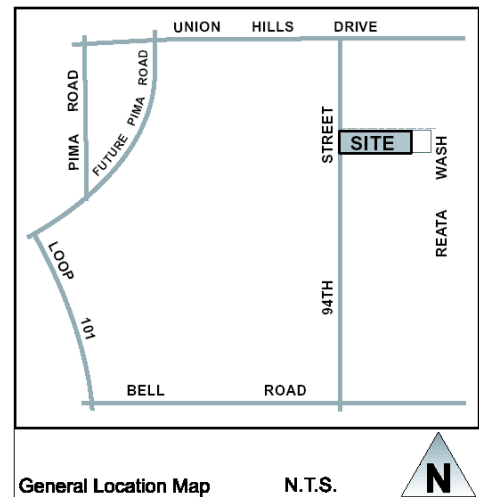 UNION HILLS DRIVE
PIMA ROAD
FUTURE PIMA ROAD
94TH STREET
SITE
REATA WASH
LOOP 101
BELL ROAD
General Location Map N.T.S.
N